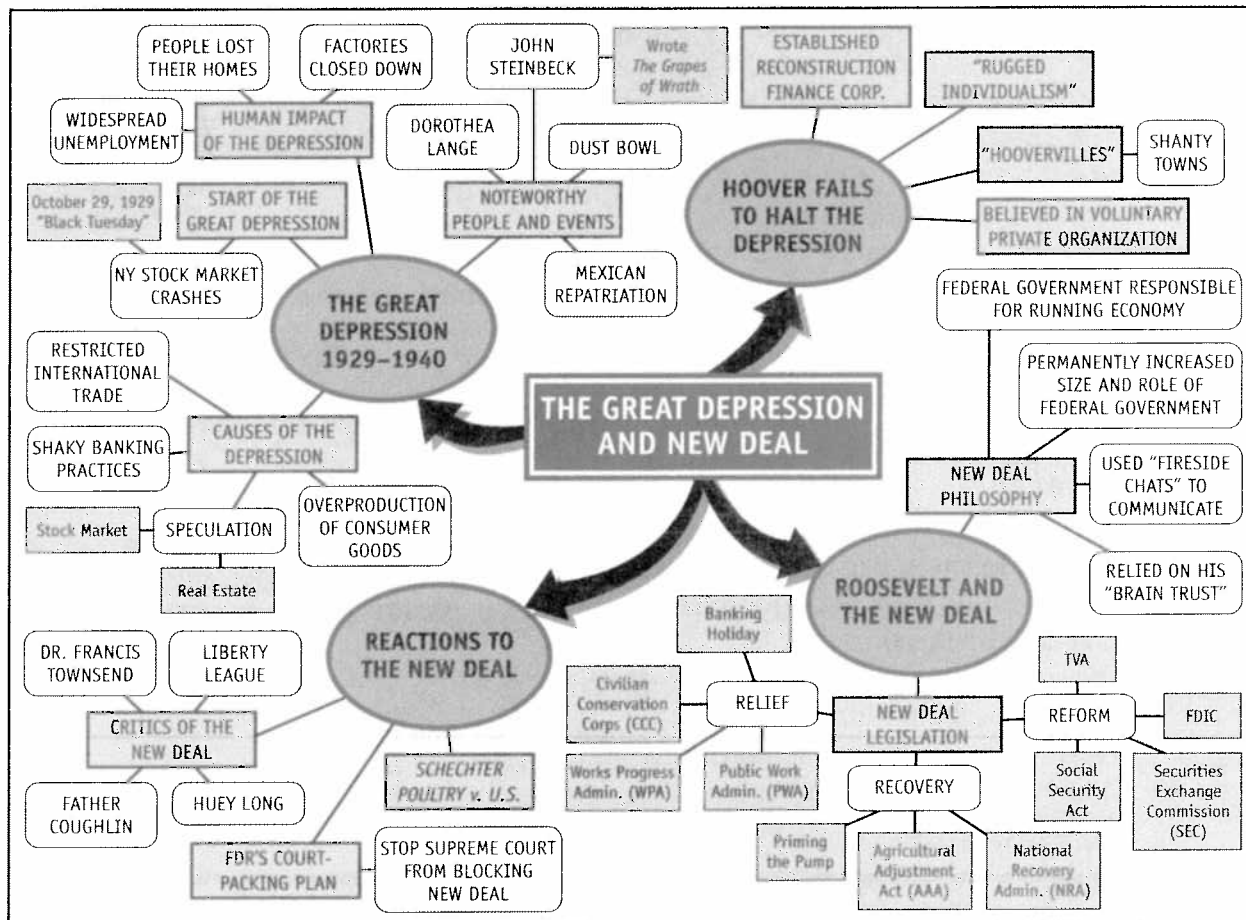 PEOPLE LOST
THEIR HOMES
FACTORIES
CLOSED DOWN
WIDESPREAD
UNEMPLOYMENT
HUMAN IMPACT
OF THE DEPRESSION
October 29, 1929
"Black Tuesday"
START OF THE
GREAT DEPRESSION
NY STOCK MARKET
CRASHES
JOHN
STEINBECK
Wrote
The Grapes
of Wrath
DOROTHEA
LANGE
DUST BOWL
NOTEWORTHY
PEOPLE AND EVENTS
MEXICAN
REPATRIATION
THE GREAT
DEPRESSION
1929–1940
RESTRICTED
INTERNATIONAL
TRADE
SHAKY BANKING
PRACTICES
CAUSES OF THE
DEPRESSION
Stock Market
SPECULATION
Real Estate
OVERPRODUCTION
OF CONSUMER
GOODS
ESTABLISHED
RECONSTRUCTION
FINANCE CORP.
"RUGGED
INDIVIDUALISM"
"HOOVERVILLES"
SHANTY
TOWNS
HOOVER FAILS
TO HALT THE
DEPRESSION
BELIEVED IN VOLUNTARY
PRIVATE ORGANIZATION
THE GREAT DEPRESSION
AND NEW DEAL
FEDERAL GOVERNMENT RESPONSIBLE
FOR RUNNING ECONOMY
PERMANENTLY INCREASED
SIZE AND ROLE OF
FEDERAL GOVERNMENT
NEW DEAL
PHILOSOPHY
USED "FIRESIDE
CHATS" TO
COMMUNICATE
RELIED ON HIS
"BRAIN TRUST"
ROOSEVELT AND
THE NEW DEAL
REACTIONS TO
THE NEW DEAL
DR. FRANCIS
TOWNSEND
LIBERTY
LEAGUE
CRITICS OF THE
NEW DEAL
FATHER
COUGHLIN
HUEY LONG
SCHECHTER
POULTRY v. U.S.
FDR'S COURT-
PACKING PLAN
STOP SUPREME COURT
FROM BLOCKING
NEW DEAL
Banking
Holiday
Civilian
Conservation
Corps (CCC)
RELIEF
Works Progress
Admin. (WPA)
Public Work
Admin. (PWA)
NEW DEAL
LEGISLATION
TVA
REFORM
FDIC
Social
Security
Act
Securities
Exchange
Commission
(SEC)
RECOVERY
Priming
the Pump
Agricultural
Adjustment
Act (AAA)
National
Recovery
Admin. (NRA)